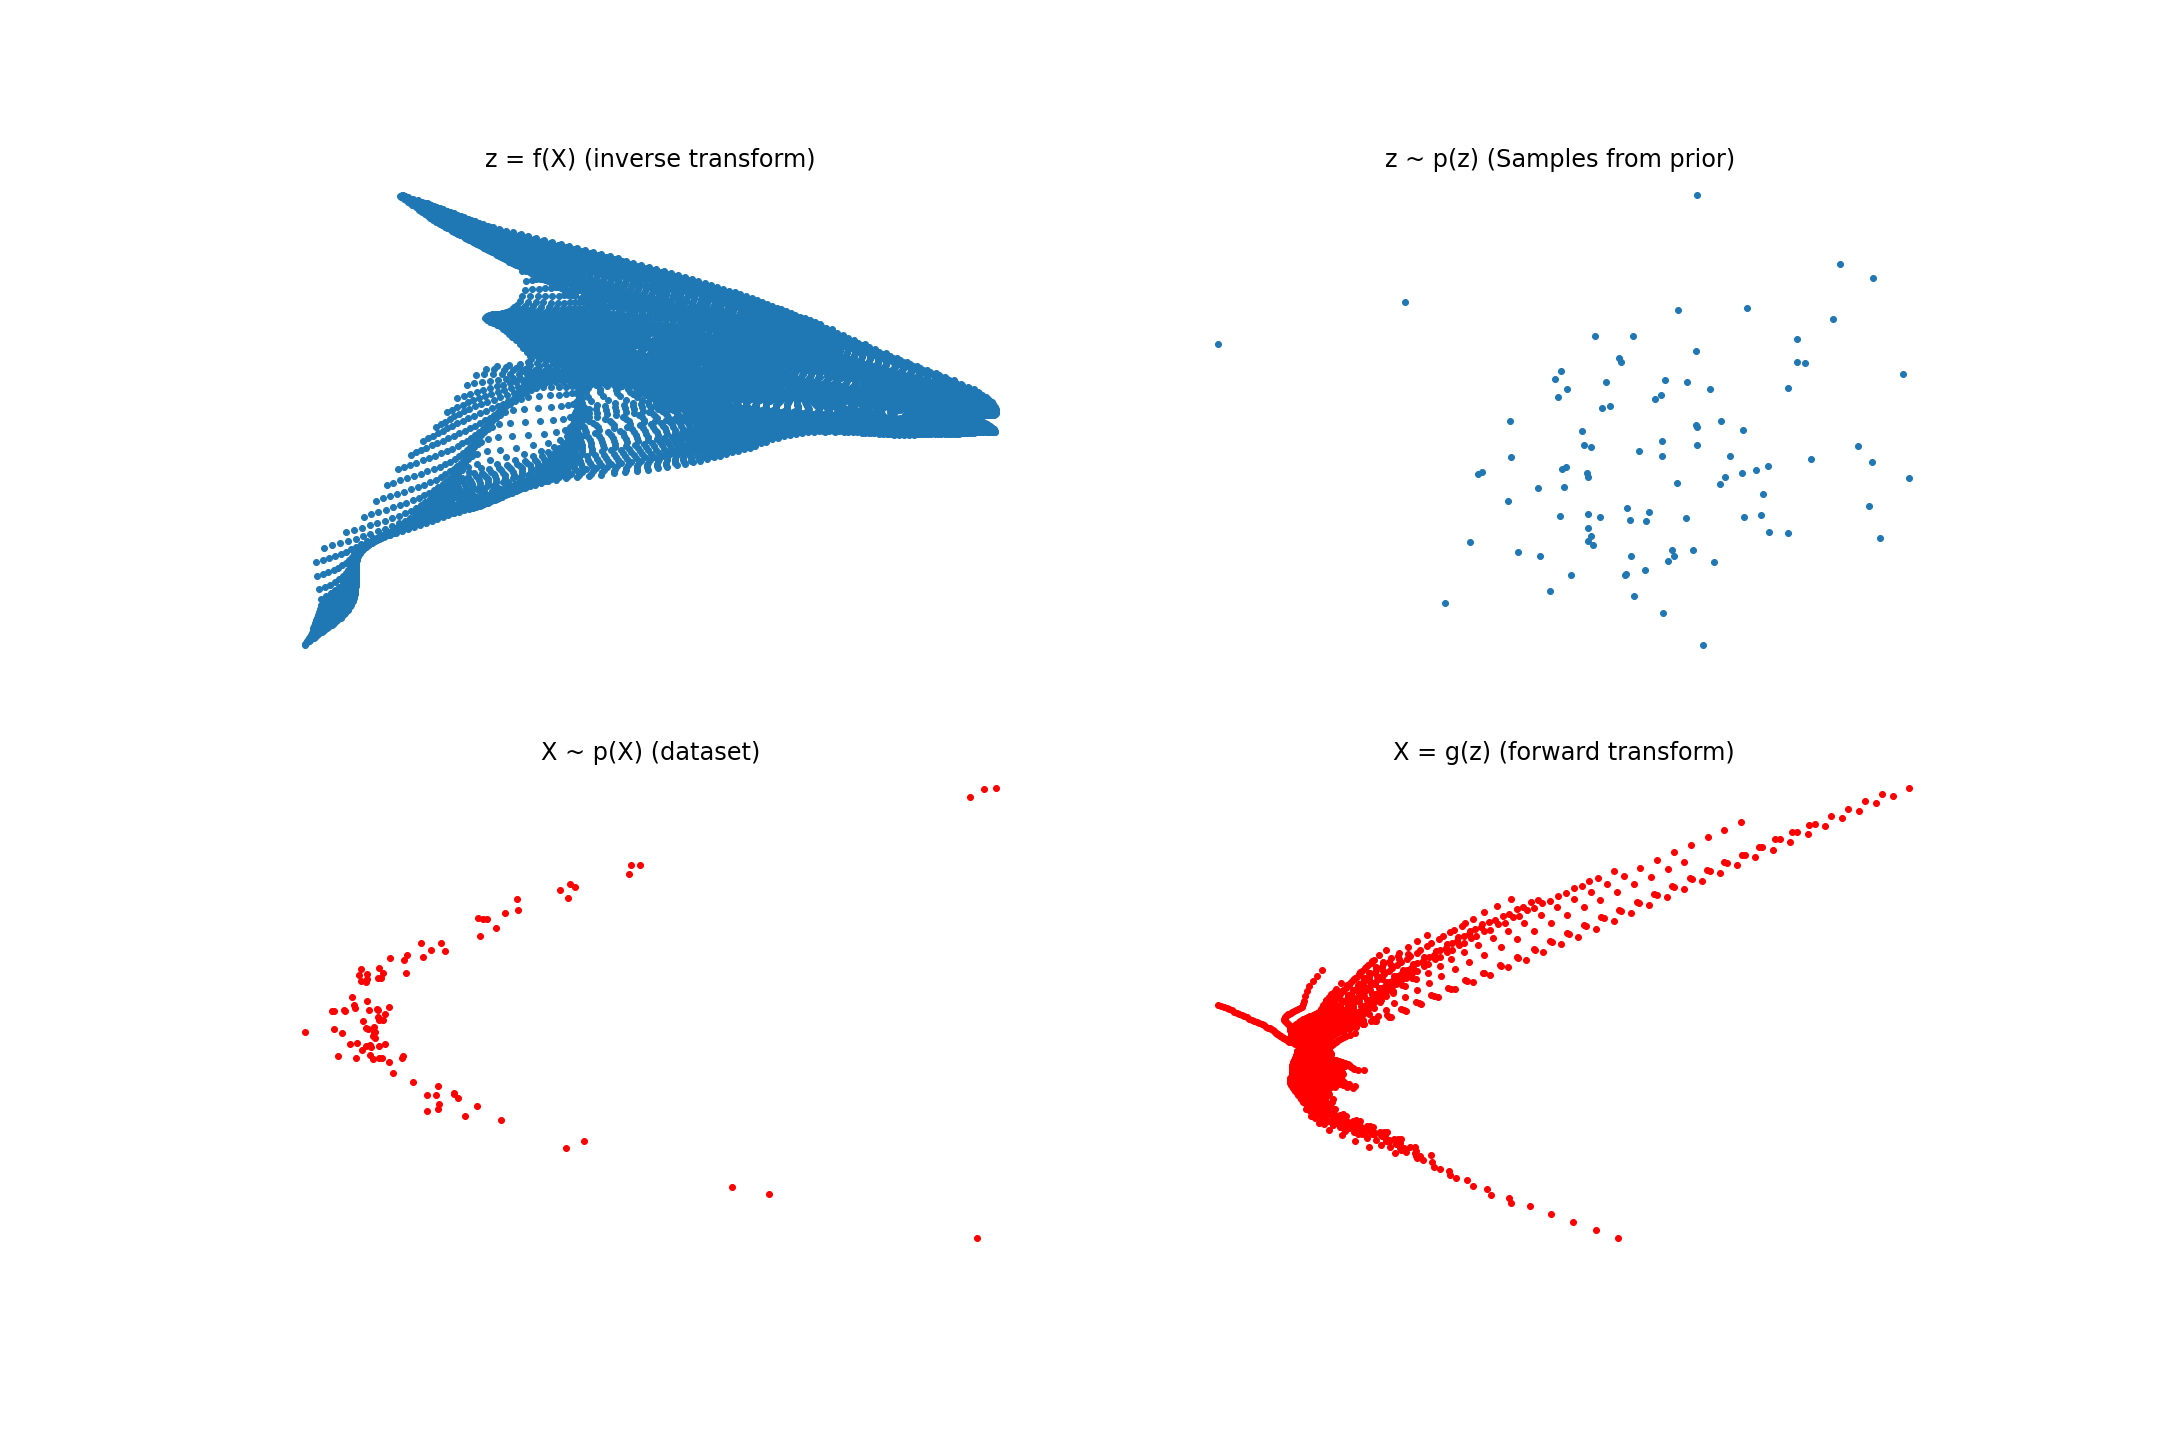 z = f(X) (inverse transform)
z ~ p(z) (Samples from prior)
X ~ p(X) (dataset)
X = g(z) (forward transform)